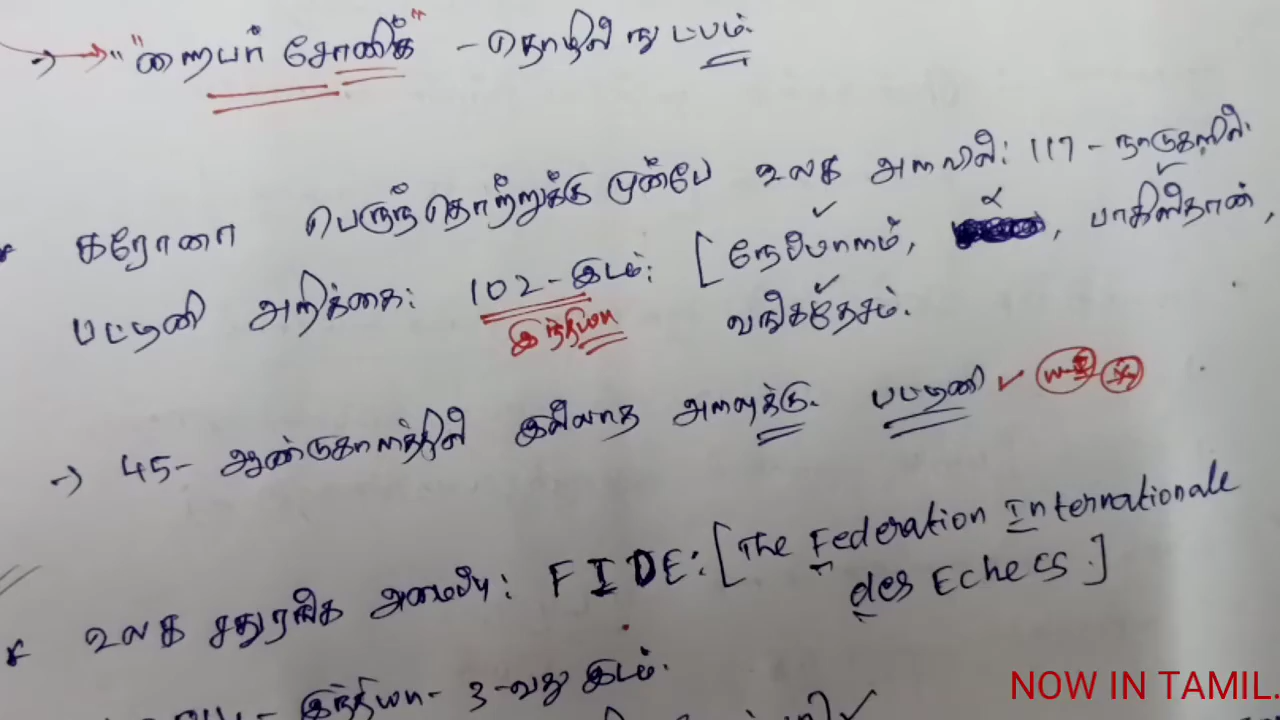 → "ஹைபர் சோனிக்" - தொழில் நுட்பம்.
* கரோனா பெருந்தொற்றுக்கு முன்பே உலக அளவில்: 117 - நாடுகளில்
பட்டினி அறிக்கை: 102 - இடம்: [நேபாளம், பாகிஸ்தான்,
இந்தியா வங்கதேசம்.
→ 45- ஆண்டுகாலத்தில் இல்லாத அளவுக்கு. பட்டினி ✓
* உலக சதுரங்க அமைப்பு: FIDE: [The Federation Internationale
des Echecs.]
இந்தியா - 3-வது இடம்.
NOW IN TAMIL.